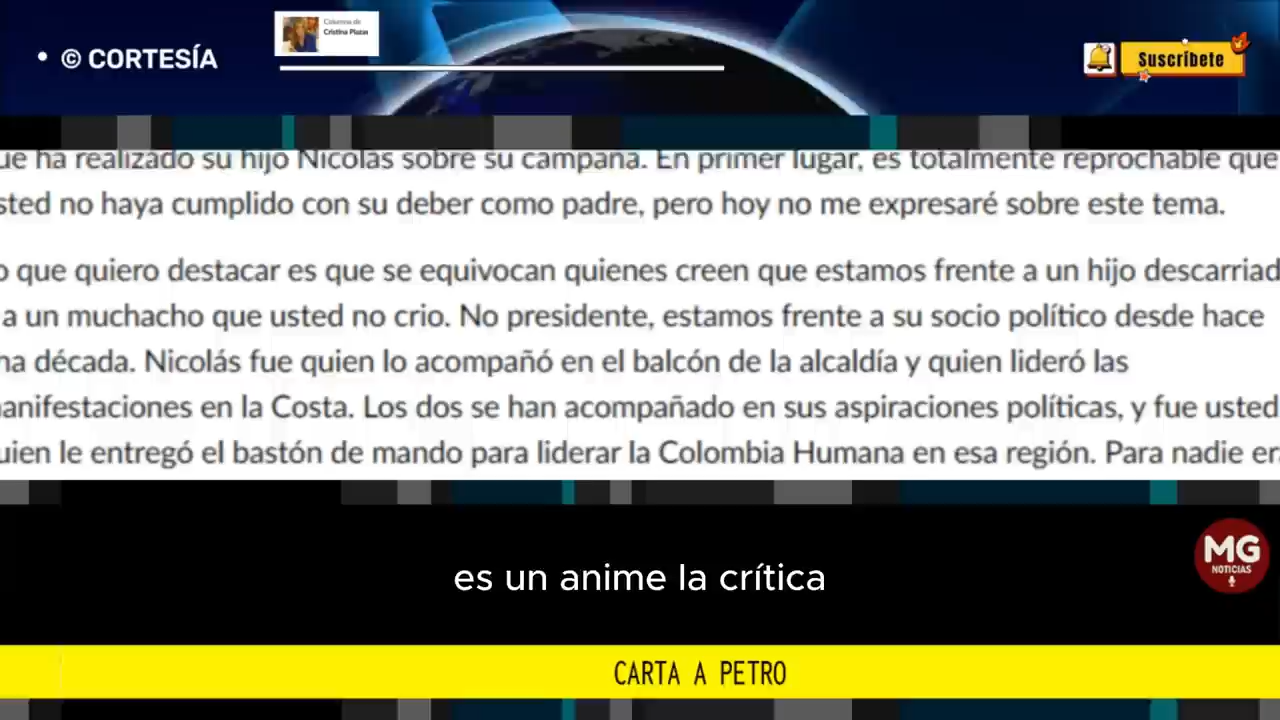 • © CORTESÍA
Columna de
Cristina Plazas
Suscríbete
ue ha realizado su hijo Nicolás sobre su campaña. En primer lugar, es totalmente reprochable que
sted no haya cumplido con su deber como padre, pero hoy no me expresaré sobre este tema.
o que quiero destacar es que se equivocan quienes creen que estamos frente a un hijo descarriad
a un muchacho que usted no crio. No presidente, estamos frente a su socio político desde hace
na década. Nicolás fue quien lo acompañó en el balcón de la alcaldía y quien lideró las
anifestaciones en la Costa. Los dos se han acompañado en sus aspiraciones políticas, y fue usted
uien le entregó el bastón de mando para liderar la Colombia Humana en esa región. Para nadie er
MG
NOTICIAS
es un anime la crítica
CARTA A PETRO